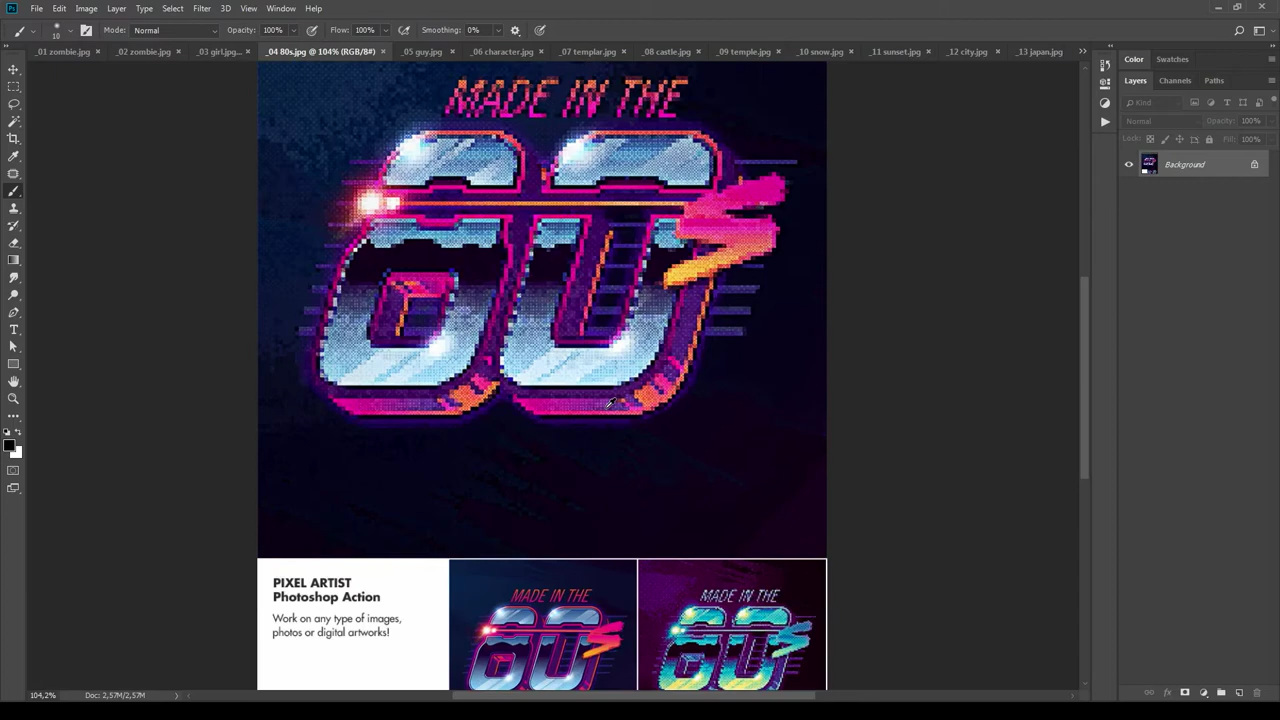 Ps File Edit Image Layer Type Select Filter 3D View Window Help
10 Mode: Normal Opacity: 100% Flow: 100% Smoothing: 0%
_01 zombie.jpg × _02 zombie.jpg × _03 girl.jpg... × _04 80s.jpg @ 104% (RGB/8#) × _05 guy.jpg × _06 character.jpg × _07 templar.jpg × _08 castle.jpg × _09 temple.jpg × _10 snow.jpg × _11 sunset.jpg × _12 city.jpg × _13 japan.jpg
Color Swatches
Layers Channels Paths
Kind
Normal Opacity: 100%
Lock: Fill: 100%
Background
MADE IN THE
80s
PIXEL ARTIST
Photoshop Action
Work on any type of images,
photos or digital artworks!
MADE IN THE
80s
MADE IN THE
80s
104,2% Doc: 2,57M/2,57M